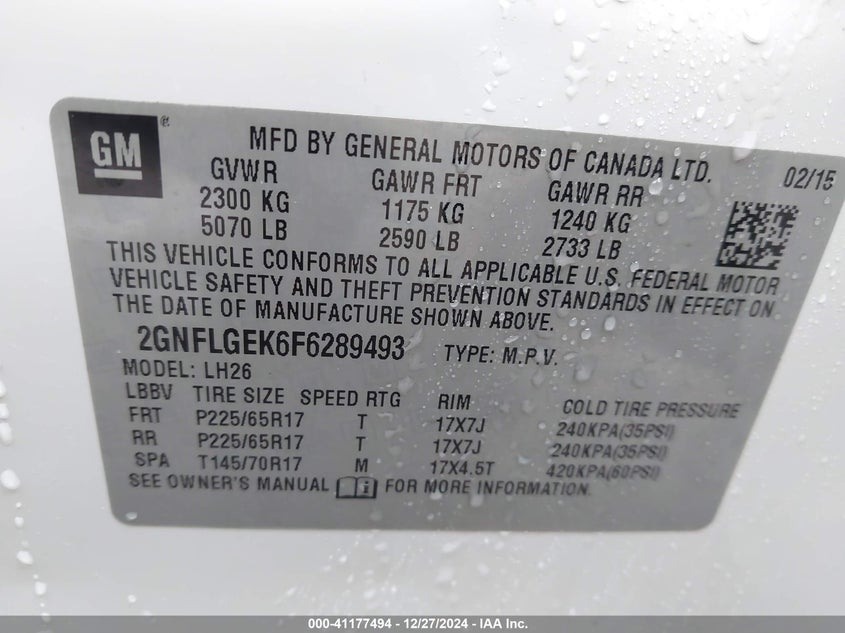 GM®
MFD BY GENERAL MOTORS OF CANADA LTD.
02/15
GVWR GAWR FRT GAWR RR
2300 KG 1175 KG 1240 KG
5070 LB 2590 LB 2733 LB
THIS VEHICLE CONFORMS TO ALL APPLICABLE U.S. FEDERAL MOTOR
VEHICLE SAFETY AND THEFT PREVENTION STANDARDS IN EFFECT ON
THE DATE OF MANUFACTURE SHOWN ABOVE.
2GNFLGEK6F6289493 TYPE: M.P.V.
MODEL: LH26
LBBV TIRE SIZE SPEED RTG RIM COLD TIRE PRESSURE
FRT P225/65R17 T 17X7J 240KPA(35PSI)
RR P225/65R17 T 17X7J 240KPA(35PSI)
SPA T145/70R17 M 17X4.5T 420KPA(60PSI)
SEE OWNER'S MANUAL i FOR MORE INFORMATION.
000-41177494 - 12/27/2024 - IAA Inc.